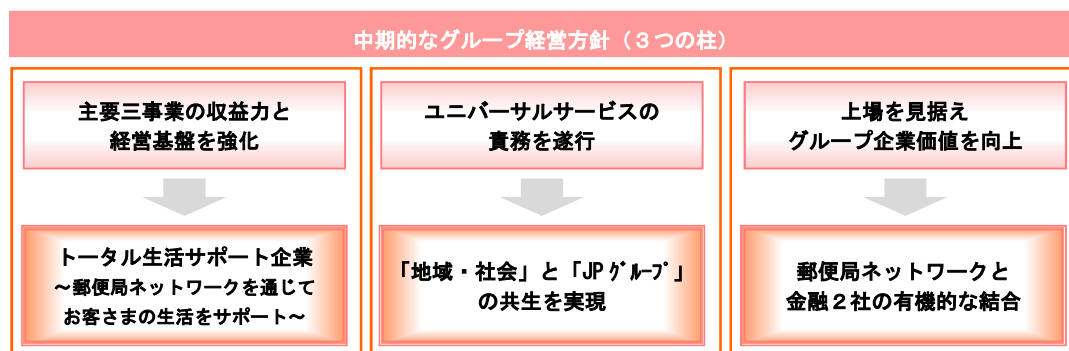 中期的なグループ経営方針(3つの柱)
主要三事業の収益力と
経営基盤を強化
トータル生活サポート企業
~郵便局ネットワークを通じて
お客さまの生活をサポート~
ユニバーサルサービスの
責務を遂行
「地域・社会」と「JPグループ」
の共生を実現
上場を見据え
グループ企業価値を向上
郵便局ネットワークと
金融2社の有機的な結合